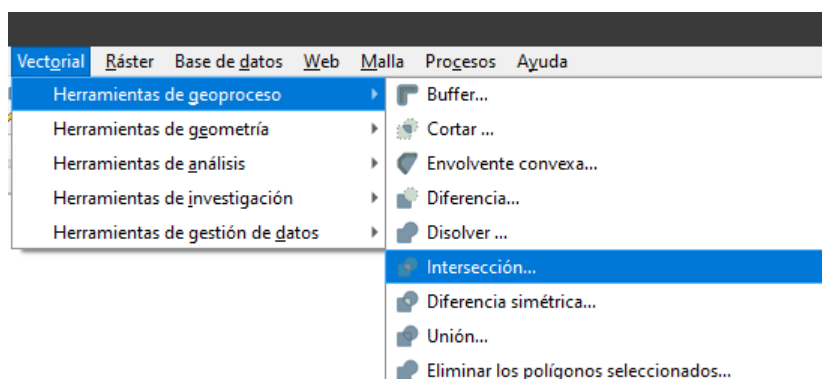 Vectorial Ráster Base de datos Web Malla Procesos Ayuda
Herramientas de geoproceso
Herramientas de geometría
Herramientas de análisis
Herramientas de investigación
Herramientas de gestión de datos
Buffer...
Cortar ...
Envolvente convexa...
Diferencia...
Disolver ...
Intersección...
Diferencia simétrica...
Unión...
Eliminar los polígonos seleccionados...